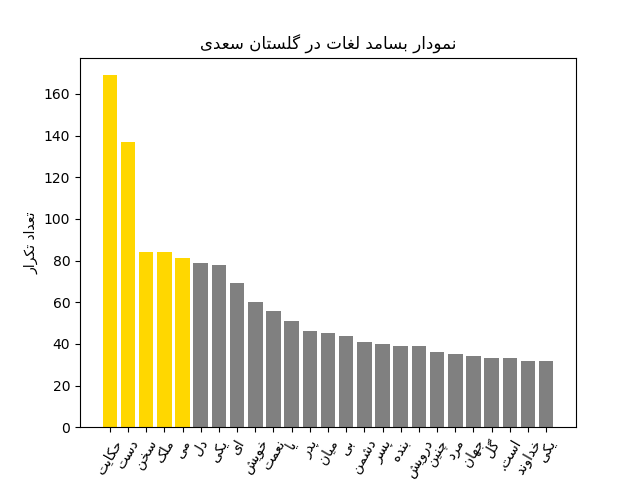 نمودار بسامد لغات در گلستان سعدی
تعداد تکرار
160
140
120
100
80
60
40
20
0
حکایت
دست
سخن
ملک
می
دل
یکی
ای
خویش
نعمت
یا
پدر
میان
بی
دشمن
پسر
بنده
درویش
چنین
مرد
جهان
گل
است.
خداوند
یکی